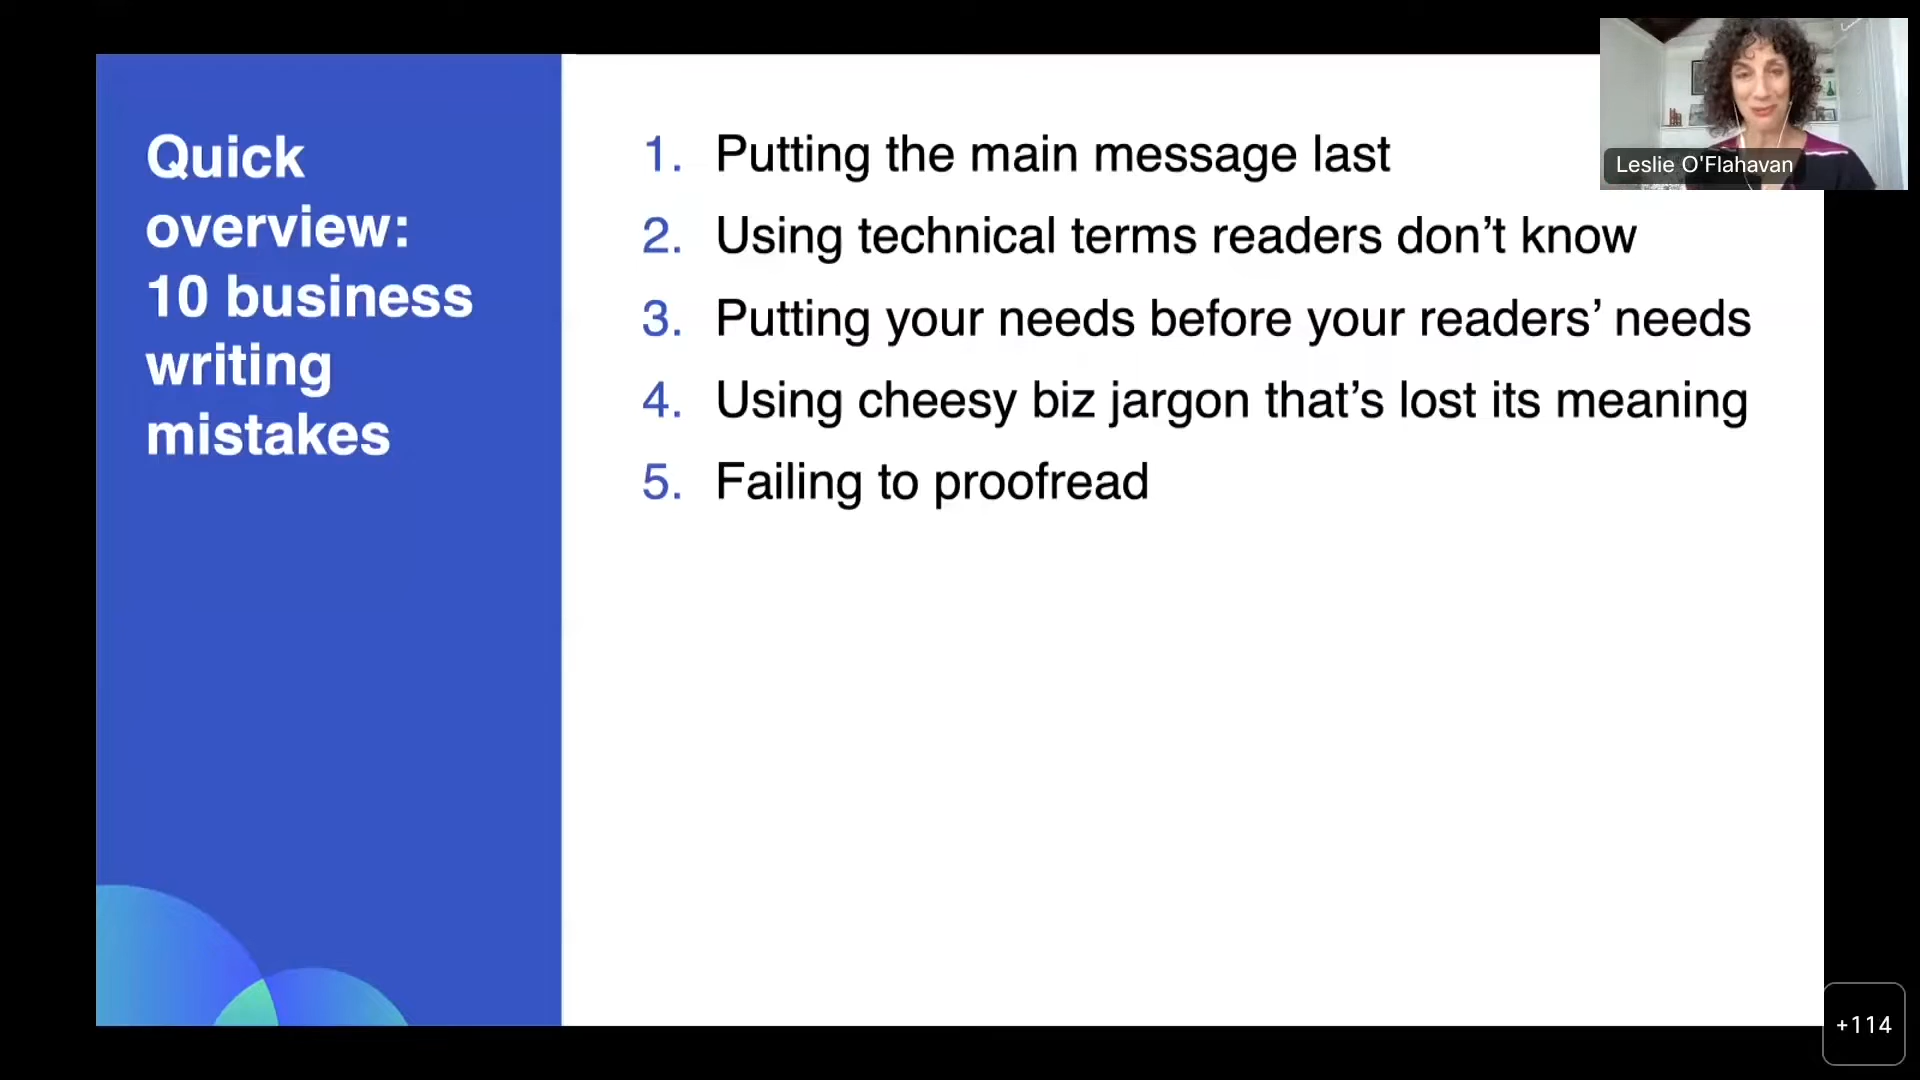 Quick
overview:
10 business
writing
mistakes
1. Putting the main message last
2. Using technical terms readers don’t know
3. Putting your needs before your readers’ needs
4. Using cheesy biz jargon that’s lost its meaning
5. Failing to proofread
Leslie O'Flahavan
+114